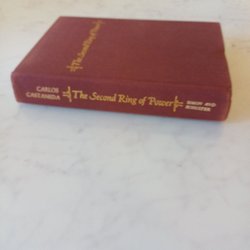 The Second Ring of Power
CARLOS
CASTANEDA
The Second Ring of Power
SIMON AND
SCHUSTER